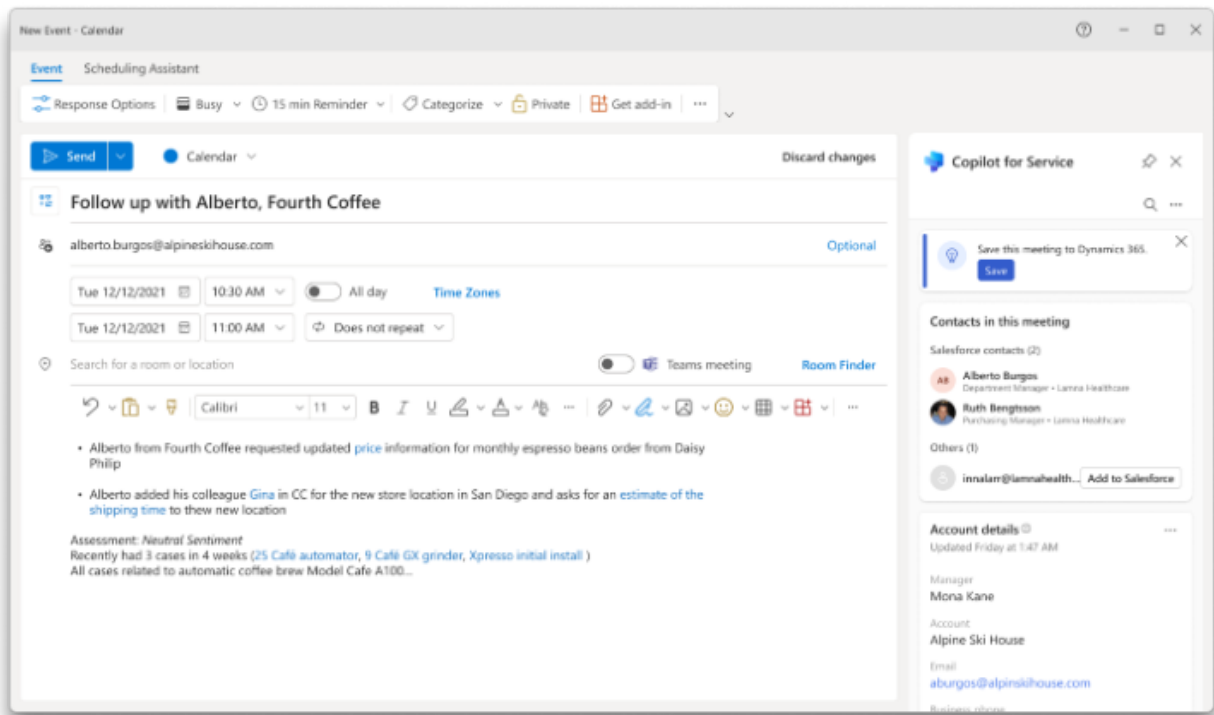 New Event - Calendar
Event Scheduling Assistant
Response Options Busy 15 min Reminder Categorize Private Get add-in ...
Send Calendar Discard changes
Follow up with Alberto, Fourth Coffee
alberto.burgos@alpineskihouse.com Optional
Tue 12/12/2021 10:30 AM All day Time Zones
Tue 12/12/2021 11:00 AM Does not repeat
Search for a room or location Teams meeting Room Finder
Calibri 11 B I U ... ...
• Alberto from Fourth Coffee requested updated price information for monthly espresso beans order from Daisy
Philip
• Alberto added his colleague Gina in CC for the new store location in San Diego and asks for an estimate of the
shipping time to thew new location
Assessment: Neutral Sentiment
Recently had 3 cases in 4 weeks (25 Café automator, 9 Café GX grinder, Xpresso initial install )
All cases related to automatic coffee brew Model Cafe A100...
Copilot for Service
Save this meeting to Dynamics 365.
Save
Contacts in this meeting
Salesforce contacts (2)
AB Alberto Burgos
Department Manager • Lamna Healthcare
Ruth Bengtsson
Purchasing Manager • Lamna Healthcare
Others (1)
innalarr@lamnahealth... Add to Salesforce
Account details
Updated Friday at 1:47 AM
Manager
Mona Kane
Account
Alpine Ski House
Email
aburgos@alpinskihouse.com
Business phone